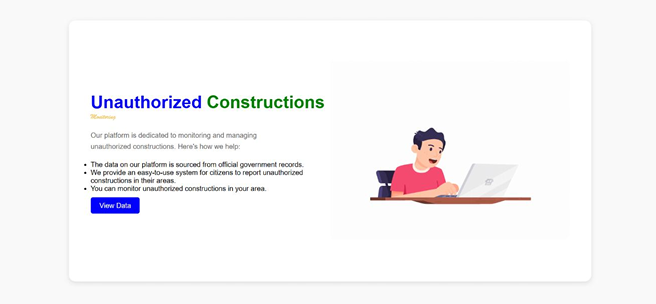 Unauthorized Constructions
Monitoring
Our platform is dedicated to monitoring and managing
unauthorized constructions. Here's how we help:
The data on our platform is sourced from official government records.
We provide an easy-to-use system for citizens to report unauthorized
constructions in their areas.
You can monitor unauthorized constructions in your area.
View Data